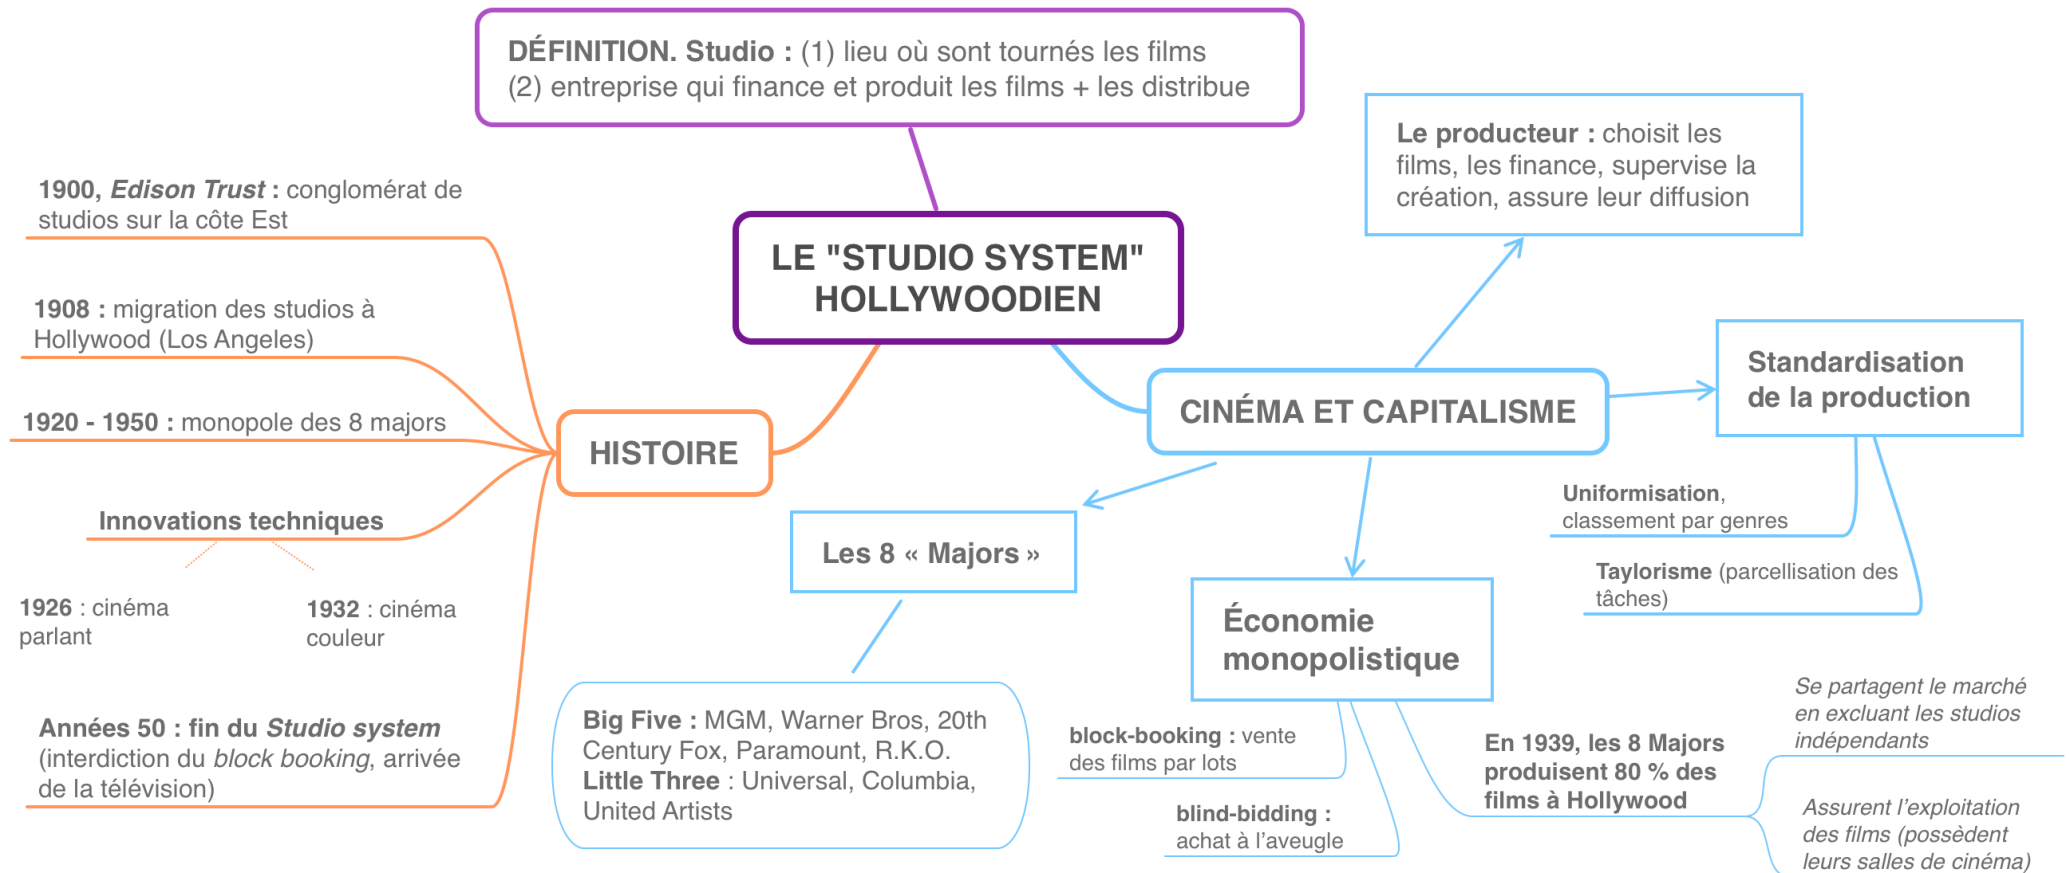 DÉFINITION. Studio : (1) lieu où sont tournés les films
(2) entreprise qui finance et produit les films + les distribue
LE "STUDIO SYSTEM"
HOLLYWOODIEN
HISTOIRE
1900, Edison Trust : conglomérat de
studios sur la côte Est
1908 : migration des studios à
Hollywood (Los Angeles)
1920 - 1950 : monopole des 8 majors
Innovations techniques
1926 : cinéma
parlant
1932 : cinéma
couleur
Années 50 : fin du Studio system
(interdiction du block booking, arrivée
de la télévision)
CINÉMA ET CAPITALISME
Le producteur : choisit les
films, les finance, supervise la
création, assure leur diffusion
Standardisation
de la production
Uniformisation,
classement par genres
Taylorisme (parcellisation des
tâches)
Les 8 « Majors »
Big Five : MGM, Warner Bros, 20th
Century Fox, Paramount, R.K.O.
Little Three : Universal, Columbia,
United Artists
Économie
monopolistique
block-booking : vente
des films par lots
blind-bidding :
achat à l’aveugle
En 1939, les 8 Majors
produisent 80 % des
films à Hollywood
Se partagent le marché
en excluant les studios
indépendants
Assurent l’exploitation
des films (possèdent
leurs salles de cinéma)